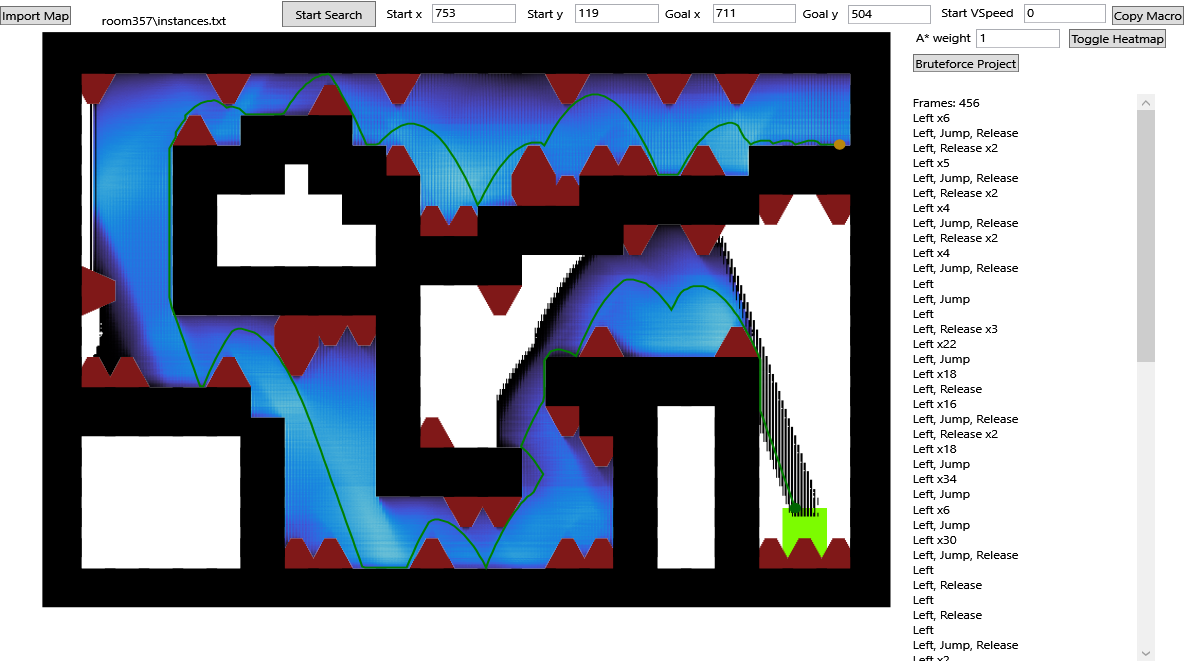 Import Map
room357\instances.txt
Start Search
Start x 753
Start y 119
Goal x 711
Goal y 504
Start VSpeed 0
Copy Macro
A* weight 1
Toggle Heatmap
Bruteforce Project
Frames: 456
Left x6
Left, Jump, Release
Left, Release x2
Left x5
Left, Jump, Release
Left, Release x2
Left x4
Left, Jump, Release
Left, Release x2
Left x4
Left, Jump, Release
Left
Left, Jump
Left
Left, Release x3
Left x22
Left, Jump
Left x18
Left, Release
Left x16
Left, Jump, Release
Left, Release x2
Left x18
Left, Jump
Left x34
Left, Jump
Left x6
Left, Jump
Left x30
Left, Jump, Release
Left
Left, Release
Left
Left, Release
Left
Left, Jump, Release
Left x2